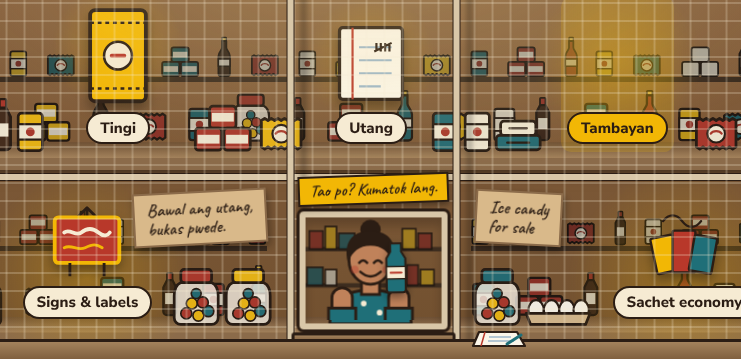 Tingi
Utang
Tambayan
Tao po? Kumatok lang.
Bawal ang utang,
bukas pwede.
Ice candy
for sale
Signs & labels
Sachet economy